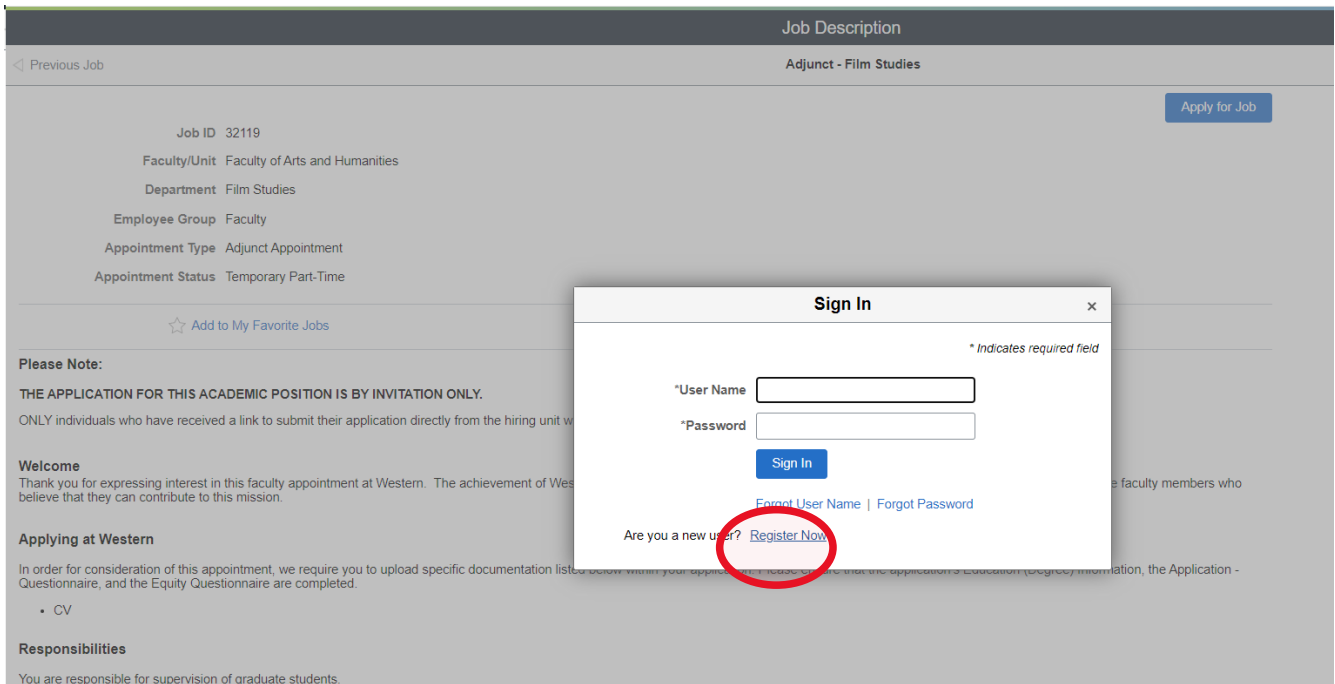 Job Description
Previous Job
Adjunct - Film Studies
Apply for Job
Job ID 32119
Faculty/Unit Faculty of Arts and Humanities
Department Film Studies
Employee Group Faculty
Appointment Type Adjunct Appointment
Appointment Status Temporary Part-Time
Add to My Favorite Jobs
Please Note:
THE APPLICATION FOR THIS ACADEMIC POSITION IS BY INVITATION ONLY.
ONLY individuals who have received a link to submit their application directly from the hiring unit w
Welcome
Thank you for expressing interest in this faculty appointment at Western. The achievement of Wes
e faculty members who
believe that they can contribute to this mission.
Applying at Western
In order for consideration of this appointment, we require you to upload specific documentation listed below within your application. Please ensure that the application's Education (Degree) Information, the Application -
Questionnaire, and the Equity Questionnaire are completed.
• CV
Responsibilities
You are responsible for supervision of graduate students.
Sign In
×
* Indicates required field
*User Name
*Password
Sign In
Forgot User Name | Forgot Password
Are you a new user? Register Now